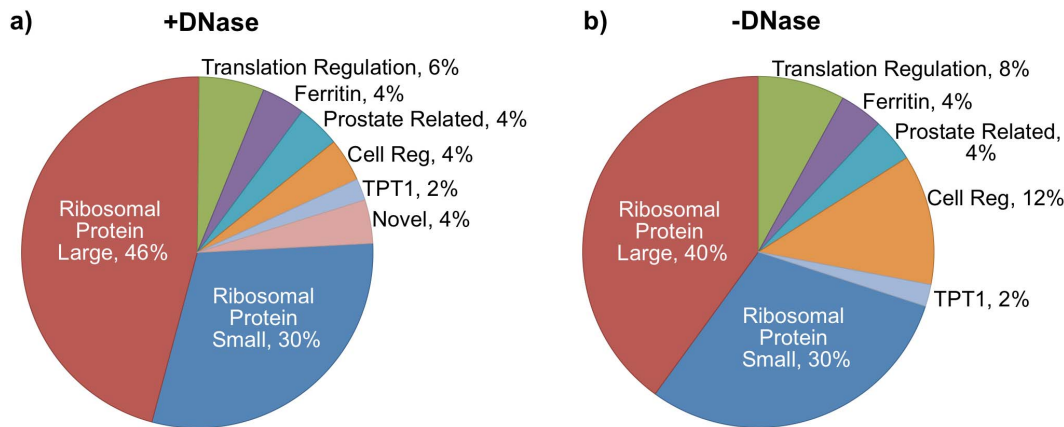 a)
+DNase
Translation Regulation, 6%
Ferritin, 4%
Prostate Related, 4%
Cell Reg, 4%
TPT1, 2%
Novel, 4%
Ribosomal
Protein
Large, 46%
Ribosomal
Protein
Small, 30%
b)
-DNase
Translation Regulation, 8%
Ferritin, 4%
Prostate Related,
4%
Cell Reg, 12%
TPT1, 2%
Ribosomal
Protein
Large, 40%
Ribosomal
Protein
Small, 30%